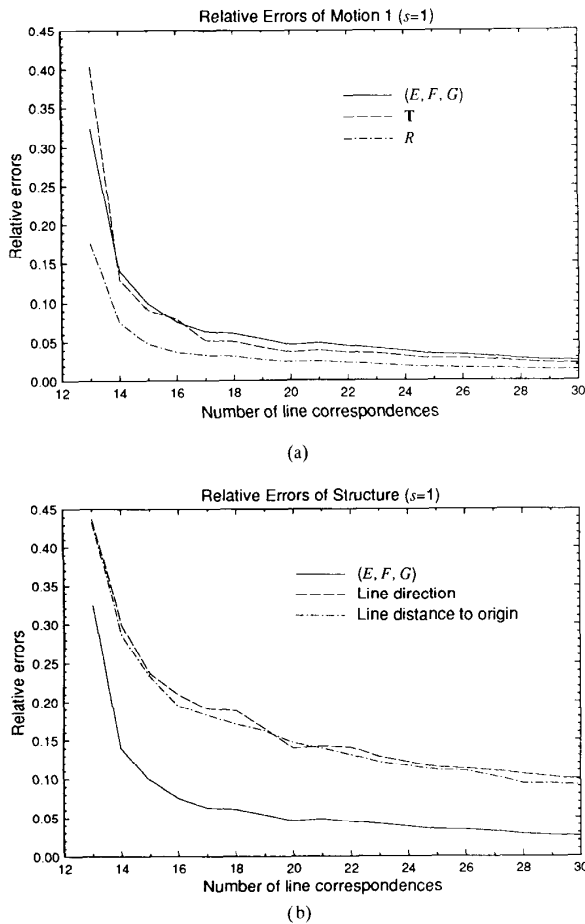 Relative Errors of Motion 1 (s=1)
0.45
0.40
0.35
0.30
0.25
0.20
0.15
0.10
0.05
0.00
Relative errors
(E, F, G)
T
R
12 14 16 18 20 22 24 26 28 30
Number of line correspondences
(a)
Relative Errors of Structure (s=1)
0.45
0.40
0.35
0.30
0.25
0.20
0.15
0.10
0.05
0.00
Relative errors
(E, F, G)
Line direction
Line distance to origin
12 14 16 18 20 22 24 26 28 30
Number of line correspondences
(b)